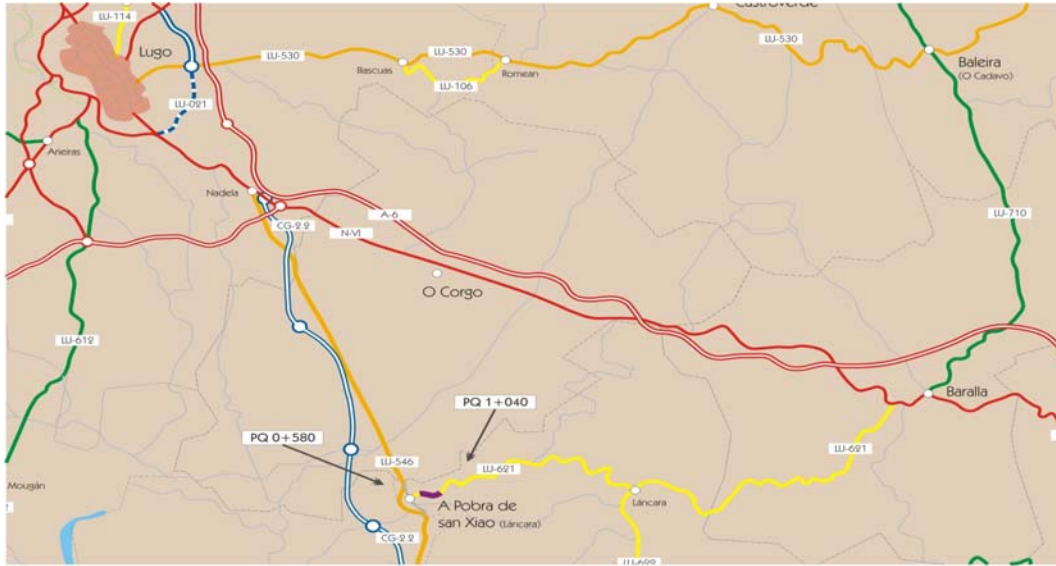 LU-114
Castroverde
Lugo
LU-530
LU-530
LU-530
Bascuas
Romean
LU-106
Baleira
(O Cadavo)
LU-021
Arieiras
Nadela
A-6
LU-710
CG-2.2
N-VI
O Corgo
LU-612
Baralla
PQ 1+040
PQ 0+580
LU-546
LU-621
LU-621
Mougán
A Pobra de
san Xiao (Láncara)
Láncara
CG-2.2